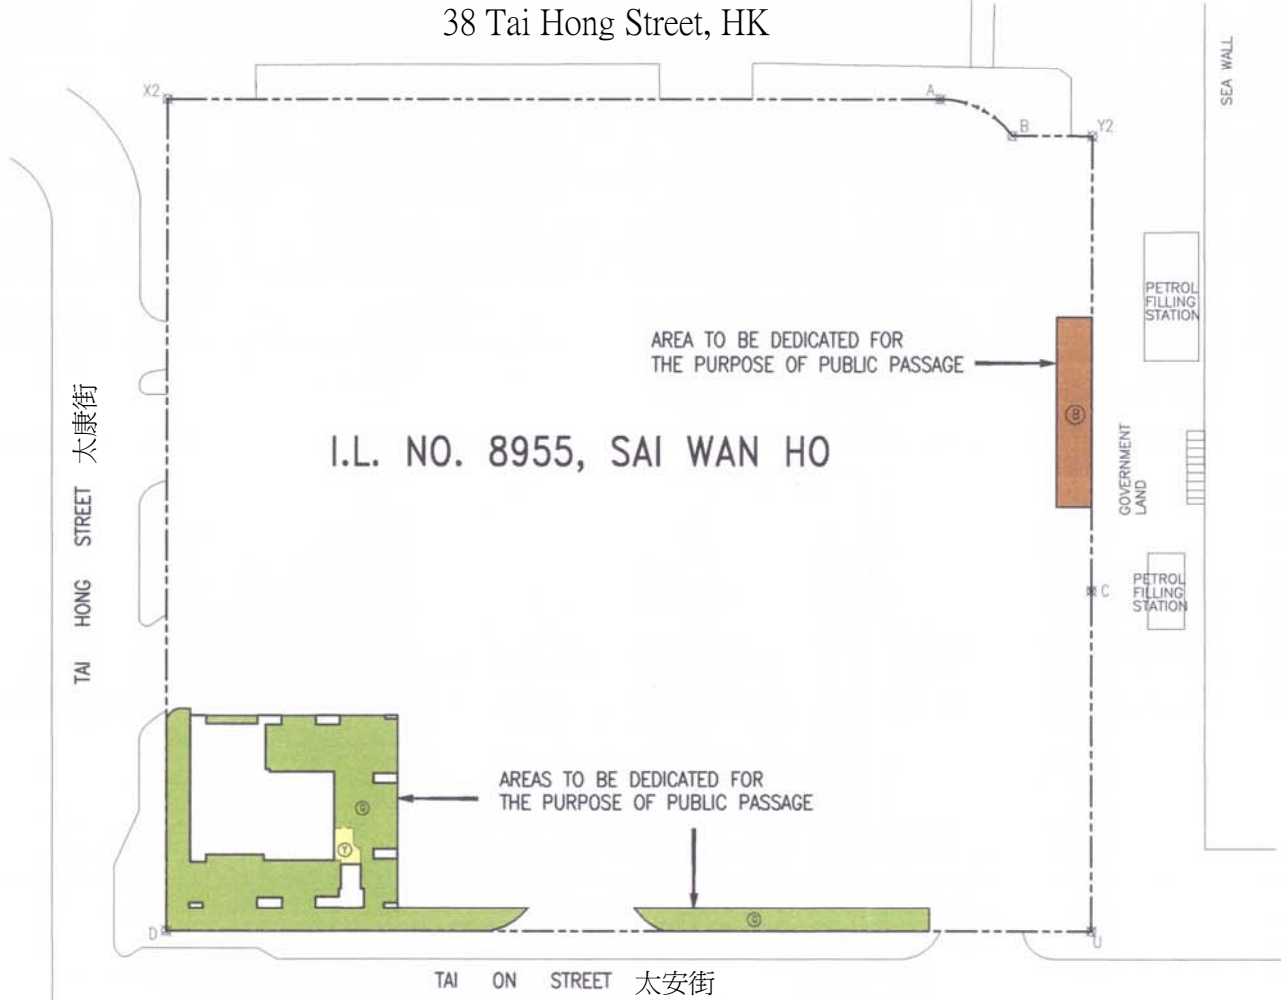 38 Tai Hong Street, HK
X2
A
B
Y2
SEA WALL
PETROL
FILLING
STATION
AREA TO BE DEDICATED FOR
THE PURPOSE OF PUBLIC PASSAGE
B
I.L. NO. 8955, SAI WAN HO
GOVERNMENT
LAND
TAI HONG STREET 太康街
C
PETROL
FILLING
STATION
AREAS TO BE DEDICATED FOR
THE PURPOSE OF PUBLIC PASSAGE
G
Y
G
D
U
TAI ON STREET 太安街